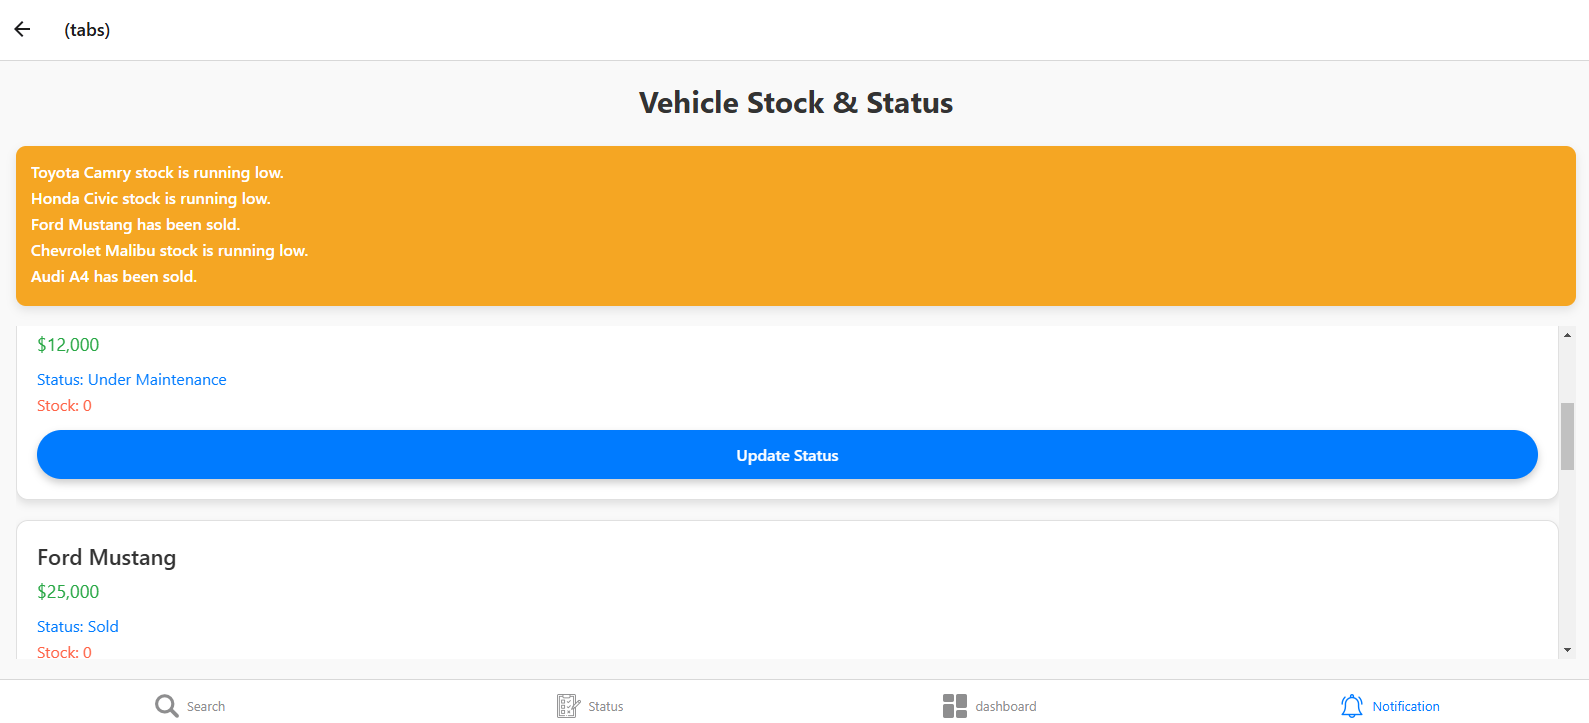 (tabs)
Vehicle Stock & Status
Toyota Camry stock is running low.
Honda Civic stock is running low.
Ford Mustang has been sold.
Chevrolet Malibu stock is running low.
Audi A4 has been sold.
$12,000
Status: Under Maintenance
Stock: 0
Update Status
Ford Mustang
$25,000
Status: Sold
Stock: 0
Search
Status
dashboard
Notification